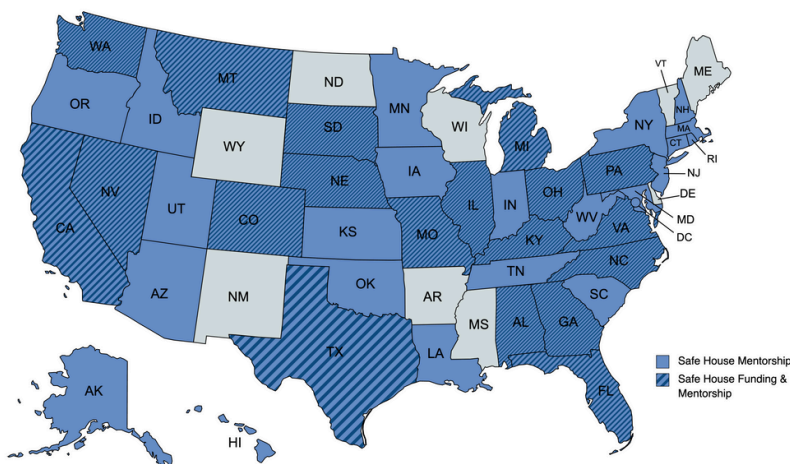 WA
MT
ND
MN
VT
ME
OR
ID
SD
WI
NH
NY
MA
WY
MI
CT
RI
NV
NE
IA
PA
NJ
CA
UT
CO
IL
IN
OH
DE
KS
MO
WV
VA
MD
KY
DC
AZ
NM
OK
AR
TN
NC
SC
TX
MS
AL
GA
LA
Safe House Mentorship
Safe House Funding &
Mentorship
FL
AK
HI